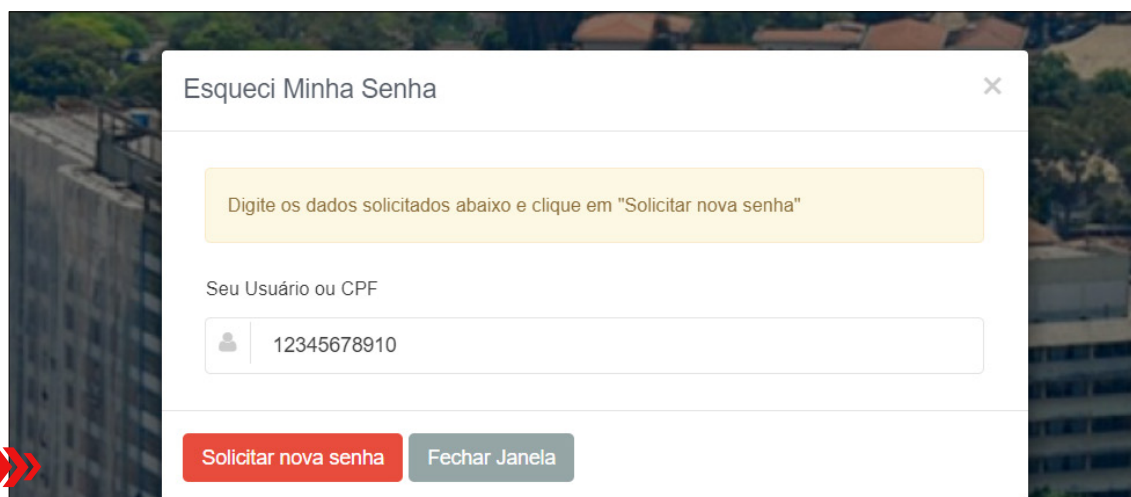 Esqueci Minha Senha
×
Digite os dados solicitados abaixo e clique em "Solicitar nova senha"
Seu Usuário ou CPF
12345678910
Solicitar nova senha
Fechar Janela